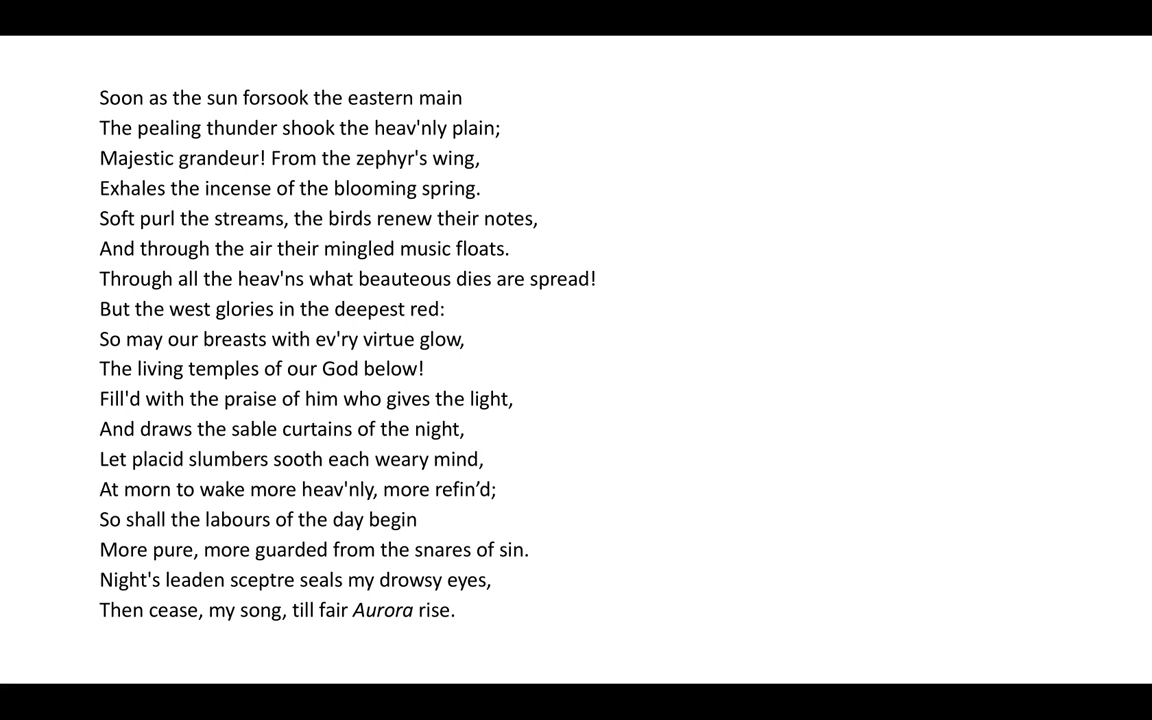 Soon as the sun forsook the eastern main
The pealing thunder shook the heav'nly plain;
Majestic grandeur! From the zephyr's wing,
Exhales the incense of the blooming spring.
Soft purl the streams, the birds renew their notes,
And through the air their mingled music floats.
Through all the heav'ns what beauteous dies are spread!
But the west glories in the deepest red:
So may our breasts with ev'ry virtue glow,
The living temples of our God below!
Fill'd with the praise of him who gives the light,
And draws the sable curtains of the night,
Let placid slumbers sooth each weary mind,
At morn to wake more heav'nly, more refin’d;
So shall the labours of the day begin
More pure, more guarded from the snares of sin.
Night's leaden sceptre seals my drowsy eyes,
Then cease, my song, till fair Aurora rise.